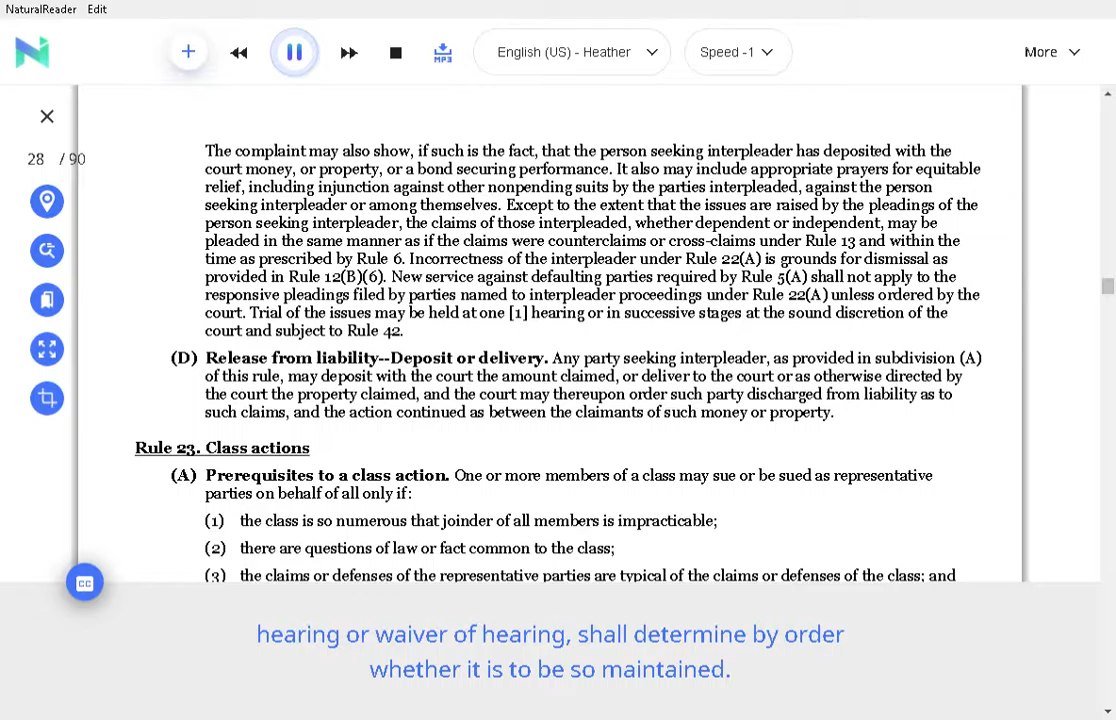 NaturalReader Edit
MP3
English (US) - Heather
Speed -1
More
28 / 90
The complaint may also show, if such is the fact, that the person seeking interpleader has deposited with the
court money, or property, or a bond securing performance. It also may include appropriate prayers for equitable
relief, including injunction against other nonpending suits by the parties interpleaded, against the person
seeking interpleader or among themselves. Except to the extent that the issues are raised by the pleadings of the
person seeking interpleader, the claims of those interpleaded, whether dependent or independent, may be
pleaded in the same manner as if the claims were counterclaims or cross-claims under Rule 13 and within the
time as prescribed by Rule 6. Incorrectness of the interpleader under Rule 22(A) is grounds for dismissal as
provided in Rule 12(B)(6). New service against defaulting parties required by Rule 5(A) shall not apply to the
responsive pleadings filed by parties named to interpleader proceedings under Rule 22(A) unless ordered by the
court. Trial of the issues may be held at one [1] hearing or in successive stages at the sound discretion of the
court and subject to Rule 42.
(D) Release from liability--Deposit or delivery. Any party seeking interpleader, as provided in subdivision (A)
of this rule, may deposit with the court the amount claimed, or deliver to the court or as otherwise directed by
the court the property claimed, and the court may thereupon order such party discharged from liability as to
such claims, and the action continued as between the claimants of such money or property.
Rule 23. Class actions
(A) Prerequisites to a class action. One or more members of a class may sue or be sued as representative
parties on behalf of all only if:
(1) the class is so numerous that joinder of all members is impracticable;
(2) there are questions of law or fact common to the class;
(3) the claims or defenses of the representative parties are typical of the claims or defenses of the class; and
CC
hearing or waiver of hearing, shall determine by order
whether it is to be so maintained.